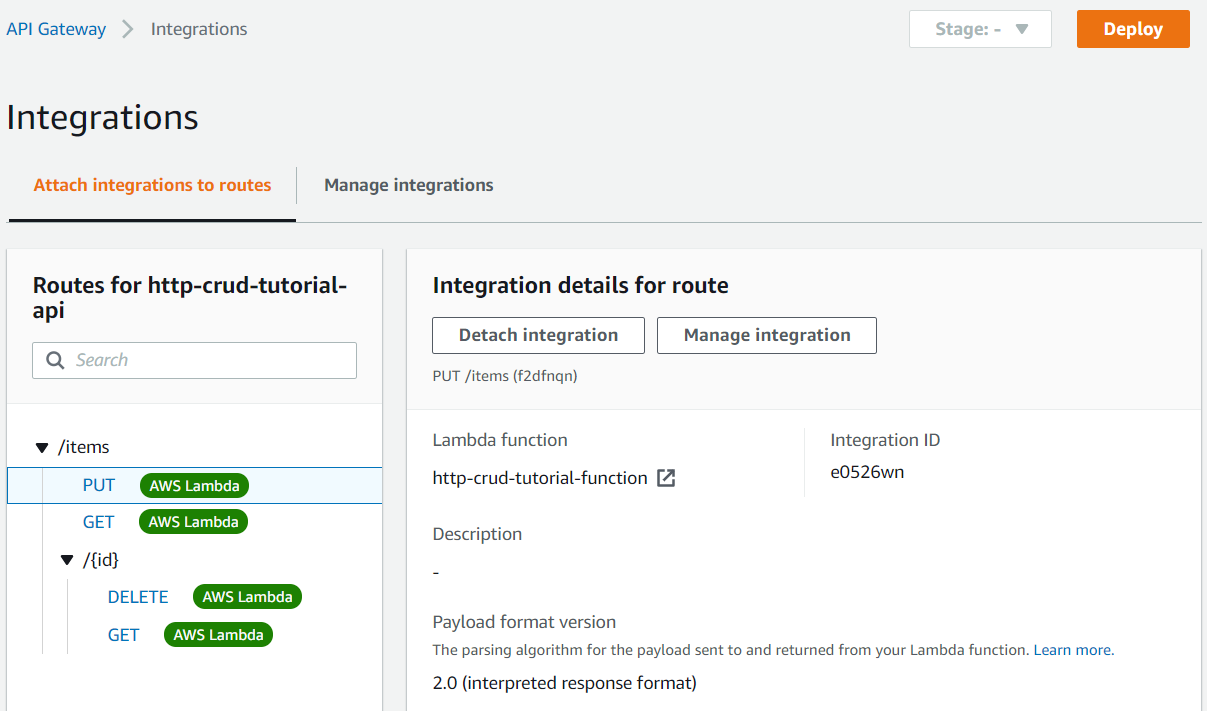 API Gateway
Integrations
Stage: -
Deploy
Integrations
Attach integrations to routes
Manage integrations
Routes for http-crud-tutorial-
api
Search
/items
PUT AWS Lambda
GET AWS Lambda
/{id}
DELETE AWS Lambda
GET AWS Lambda
Integration details for route
Detach integration
Manage integration
PUT /items (f2dfnqn)
Lambda function
http-crud-tutorial-function
Integration ID
e0526wn
Description
-
Payload format version
The parsing algorithm for the payload sent to and returned from your Lambda function. Learn more.
2.0 (interpreted response format)